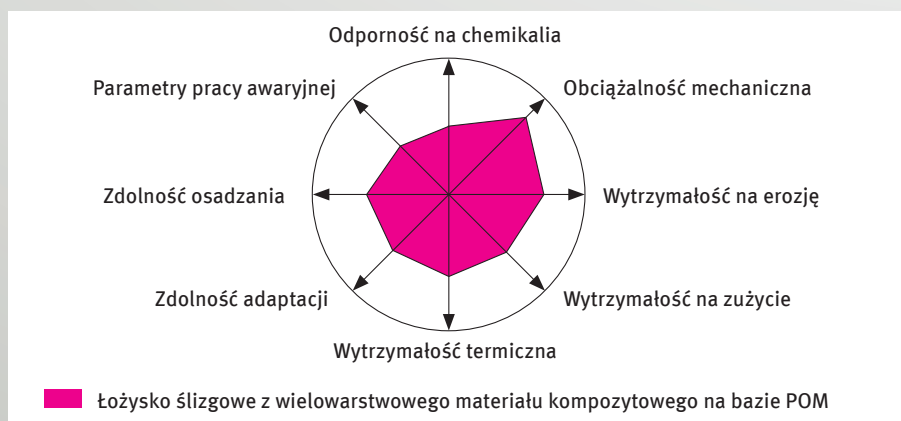 Odporność na chemikalia
Parametry pracy awaryjnej
Obciążalność mechaniczna
Zdolność osadzania
Wytrzymałość na erozję
Zdolność adaptacji
Wytrzymałość na zużycie
Wytrzymałość termiczna
Łożysko ślizgowe z wielowarstwowego materiału kompozytowego na bazie POM